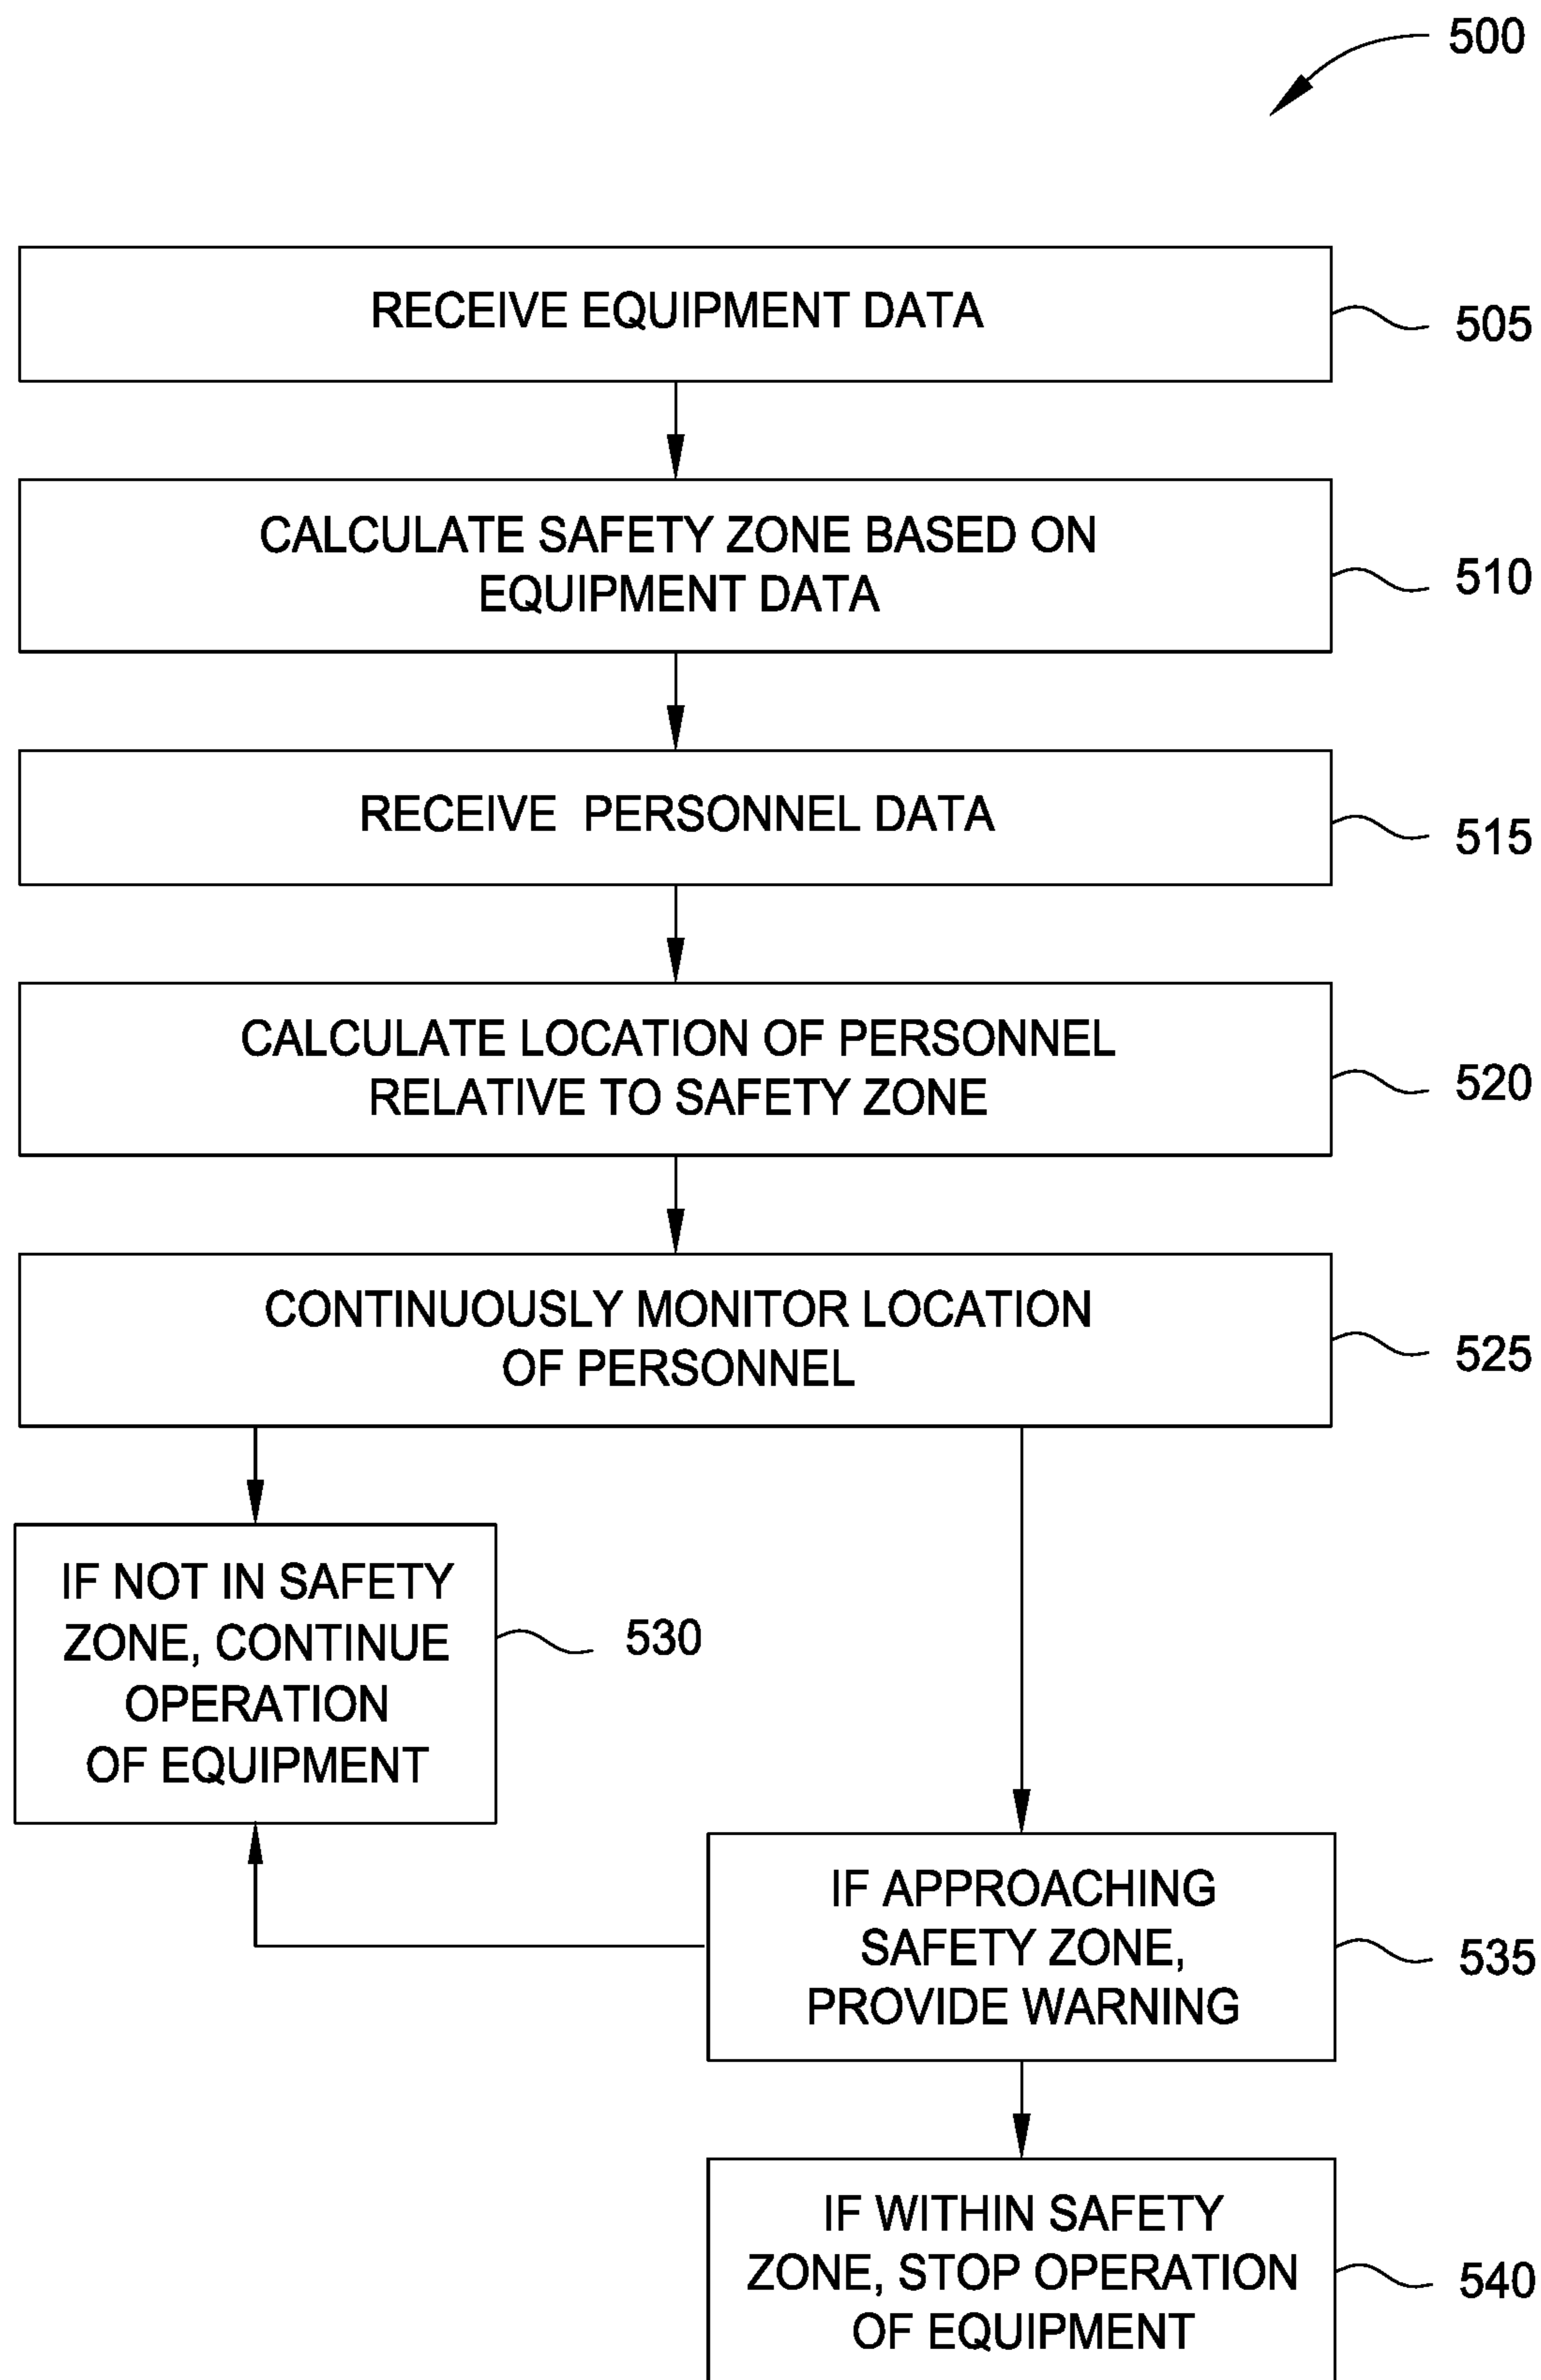 500
RECEIVE EQUIPMENT DATA
505
CALCULATE SAFETY ZONE BASED ON
EQUIPMENT DATA
510
RECEIVE PERSONNEL DATA
515
CALCULATE LOCATION OF PERSONNEL
RELATIVE TO SAFETY ZONE
520
CONTINUOUSLY MONITOR LOCATION
OF PERSONNEL
525
IF NOT IN SAFETY
ZONE, CONTINUE
OPERATION
OF EQUIPMENT
530
IF APPROACHING
SAFETY ZONE,
PROVIDE WARNING
535
IF WITHIN SAFETY
ZONE, STOP OPERATION
OF EQUIPMENT
540